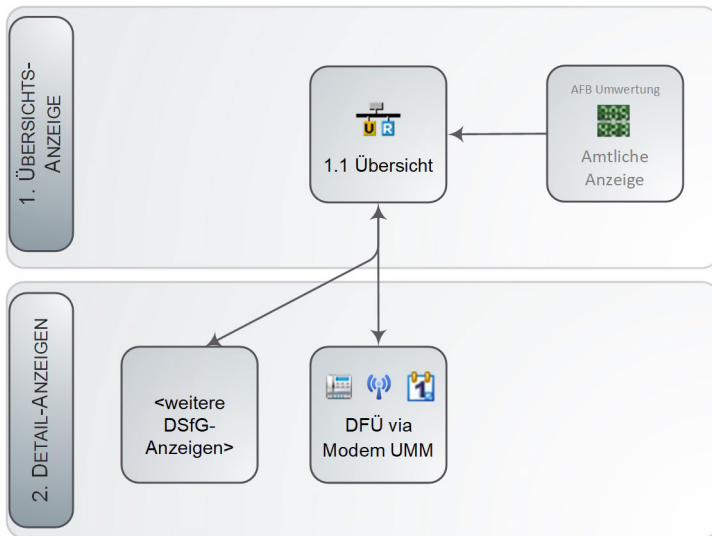 1. ÜBERSICHTS-
ANZEIGE
U R
1.1 Übersicht
AFB Umwertung
Amtliche
Anzeige
2. DETAIL-ANZEIGEN
<weitere
DSfG-
Anzeigen>
1
DFÜ via
Modem UMM